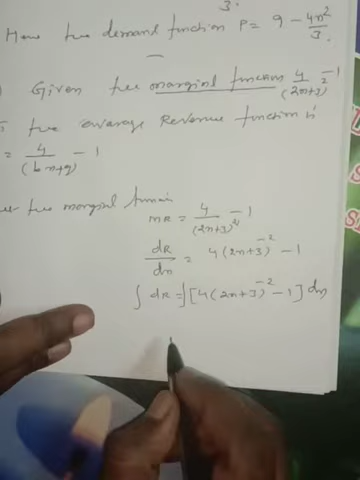 3.
Hence the demand function P = 9 - 4x²/3.
Given the marginal function 4/(2x+3)² - 1
the average Revenue function is
= 4/(6x+9) - 1
the marginal
MR = 4/(2x+3)² - 1
dR/dx = 4(2x+3)⁻² - 1
∫ dR = ∫[4(2x+3)⁻² - 1] dx